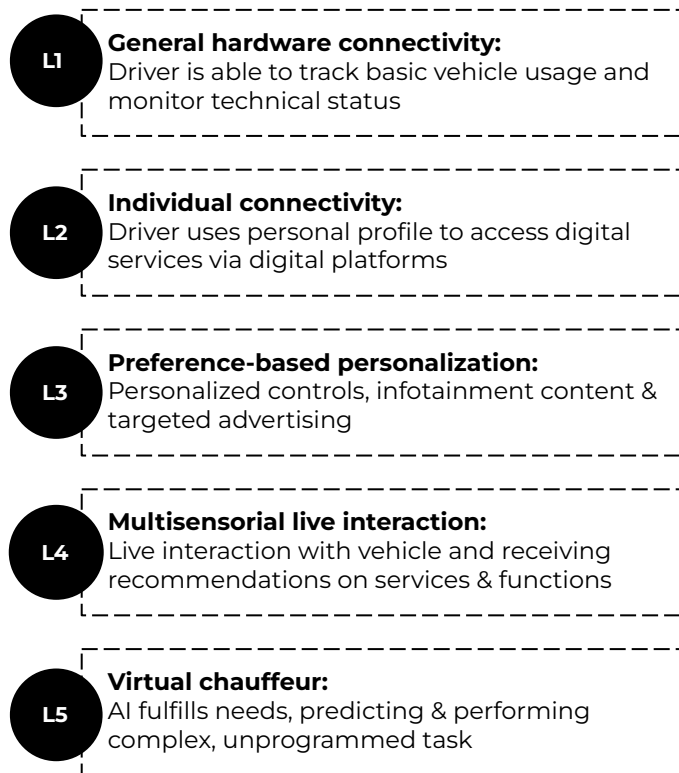 L1
General hardware connectivity:
Driver is able to track basic vehicle usage and
monitor technical status
L2
Individual connectivity:
Driver uses personal profile to access digital
services via digital platforms
L3
Preference-based personalization:
Personalized controls, infotainment content &
targeted advertising
L4
Multisensorial live interaction:
Live interaction with vehicle and receiving
recommendations on services & functions
L5
Virtual chauffeur:
AI fulfills needs, predicting & performing
complex, unprogrammed task